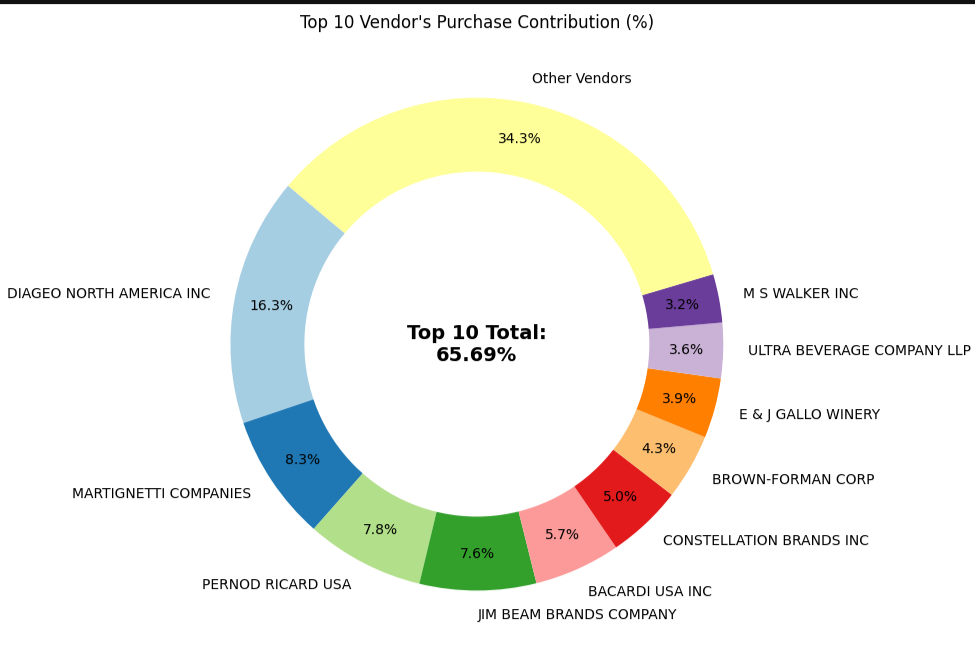 Top 10 Vendor's Purchase Contribution (%)
Other Vendors
34.3%
DIAGEO NORTH AMERICA INC
16.3%
M S WALKER INC
3.2%
Top 10 Total:
65.69%
ULTRA BEVERAGE COMPANY LLP
3.6%
E & J GALLO WINERY
3.9%
BROWN-FORMAN CORP
4.3%
MARTIGNETTI COMPANIES
8.3%
CONSTELLATION BRANDS INC
5.0%
PERNOD RICARD USA
7.8%
JIM BEAM BRANDS COMPANY
7.6%
BACARDI USA INC
5.7%